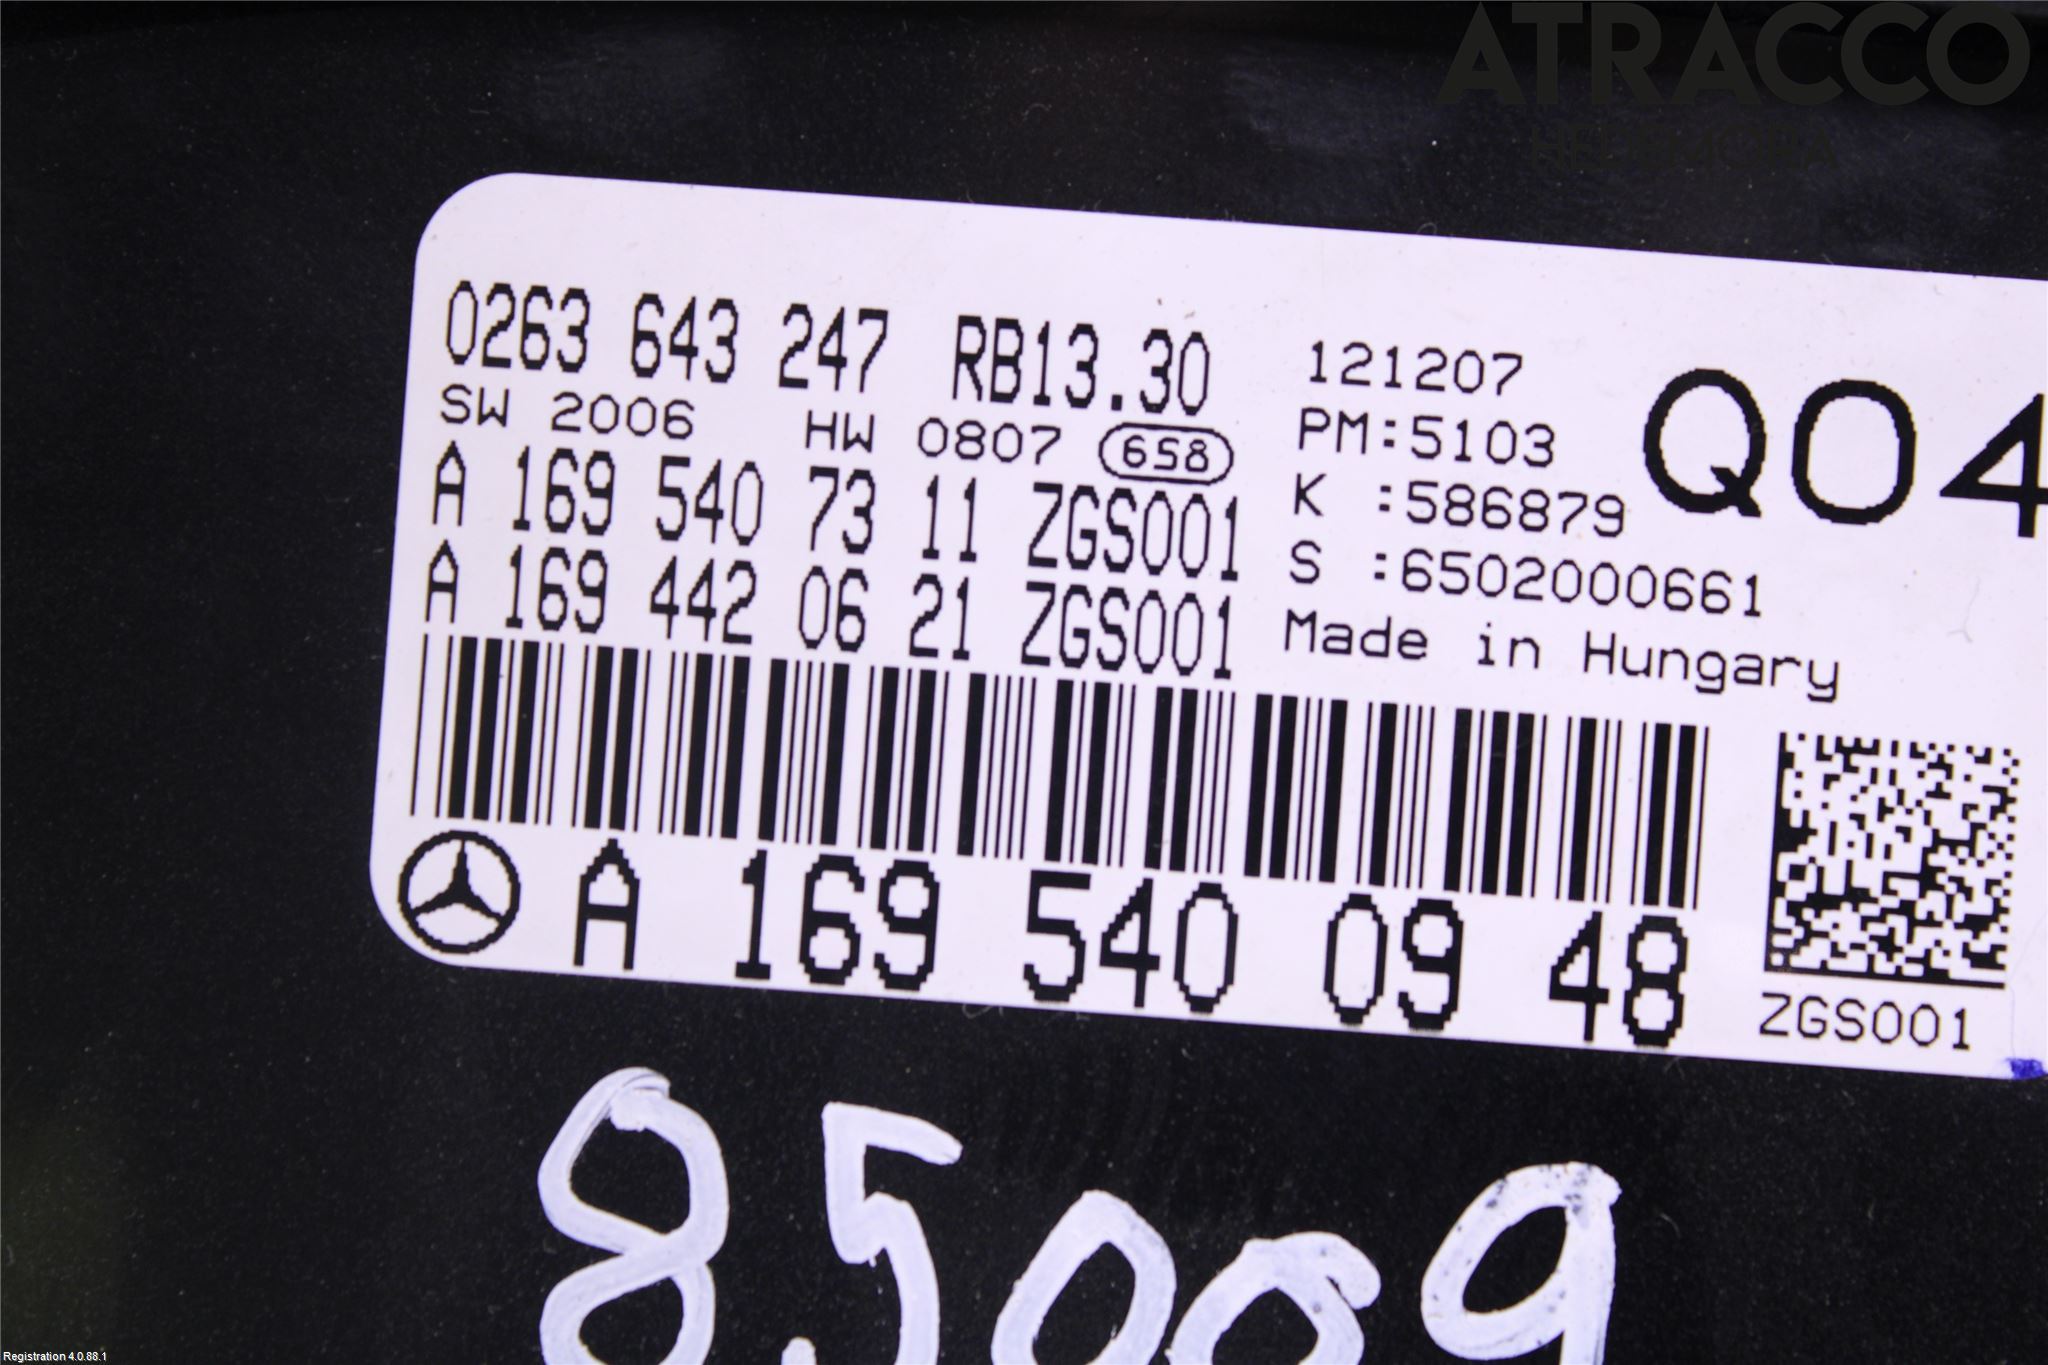 ATRACCO
HEDEMORA
0263 643 247 RB13.30
SW 2006 HW 0807 658
A 169 540 73 11 ZGS001
A 169 442 06 21 ZGS001
121207
PM:5103
K :586879
S :6502000661
Made in Hungary
Q04
A 169 540 09 48
ZGS001
85009
Registration 4.0.88.1